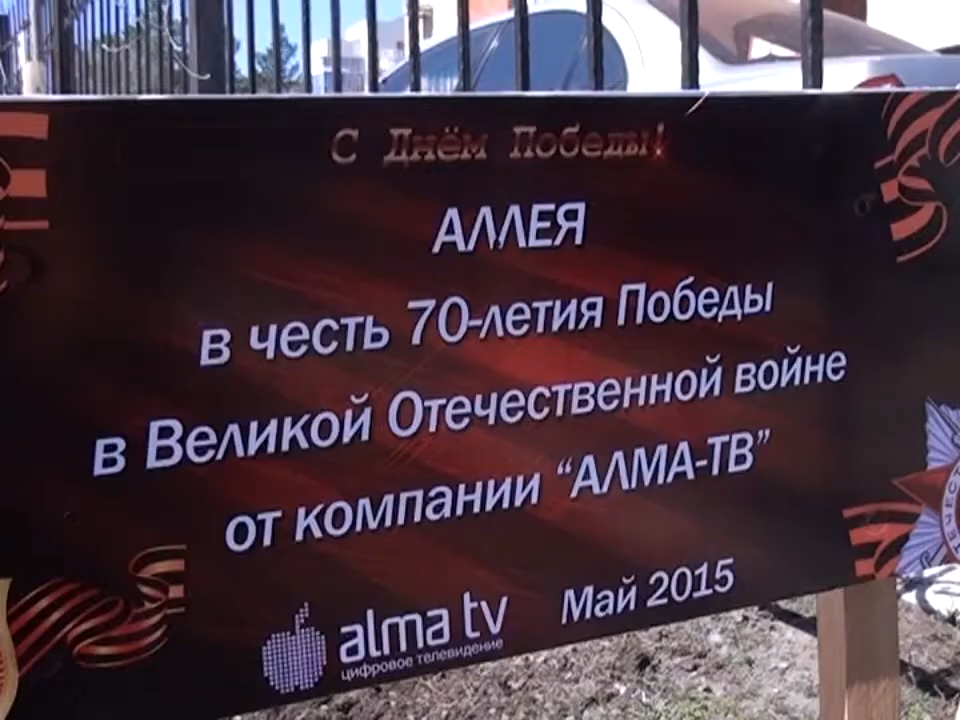 С Днём Победы!
АЛЛЕЯ
в честь 70-летия Победы
в Великой Отечественной войне
от компании “АЛМА-ТВ”
alma tv
цифровое телевидение
Май 2015